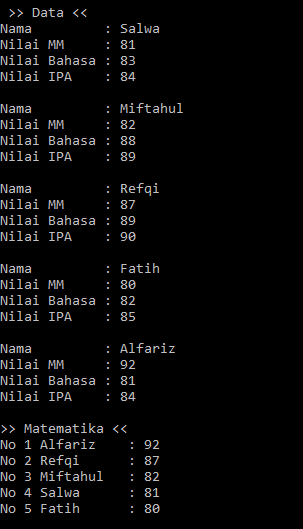 >> Data <<
Nama         : Salwa
Nilai MM     : 81
Nilai Bahasa : 83
Nilai IPA    : 84

Nama         : Miftahul
Nilai MM     : 82
Nilai Bahasa : 88
Nilai IPA    : 89

Nama         : Refqi
Nilai MM     : 87
Nilai Bahasa : 89
Nilai IPA    : 90

Nama         : Fatih
Nilai MM     : 80
Nilai Bahasa : 82
Nilai IPA    : 85

Nama         : Alfariz
Nilai MM     : 92
Nilai Bahasa : 81
Nilai IPA    : 84

>> Matematika <<
No 1 Alfariz    : 92
No 2 Refqi      : 87
No 3 Miftahul   : 82
No 4 Salwa      : 81
No 5 Fatih      : 80